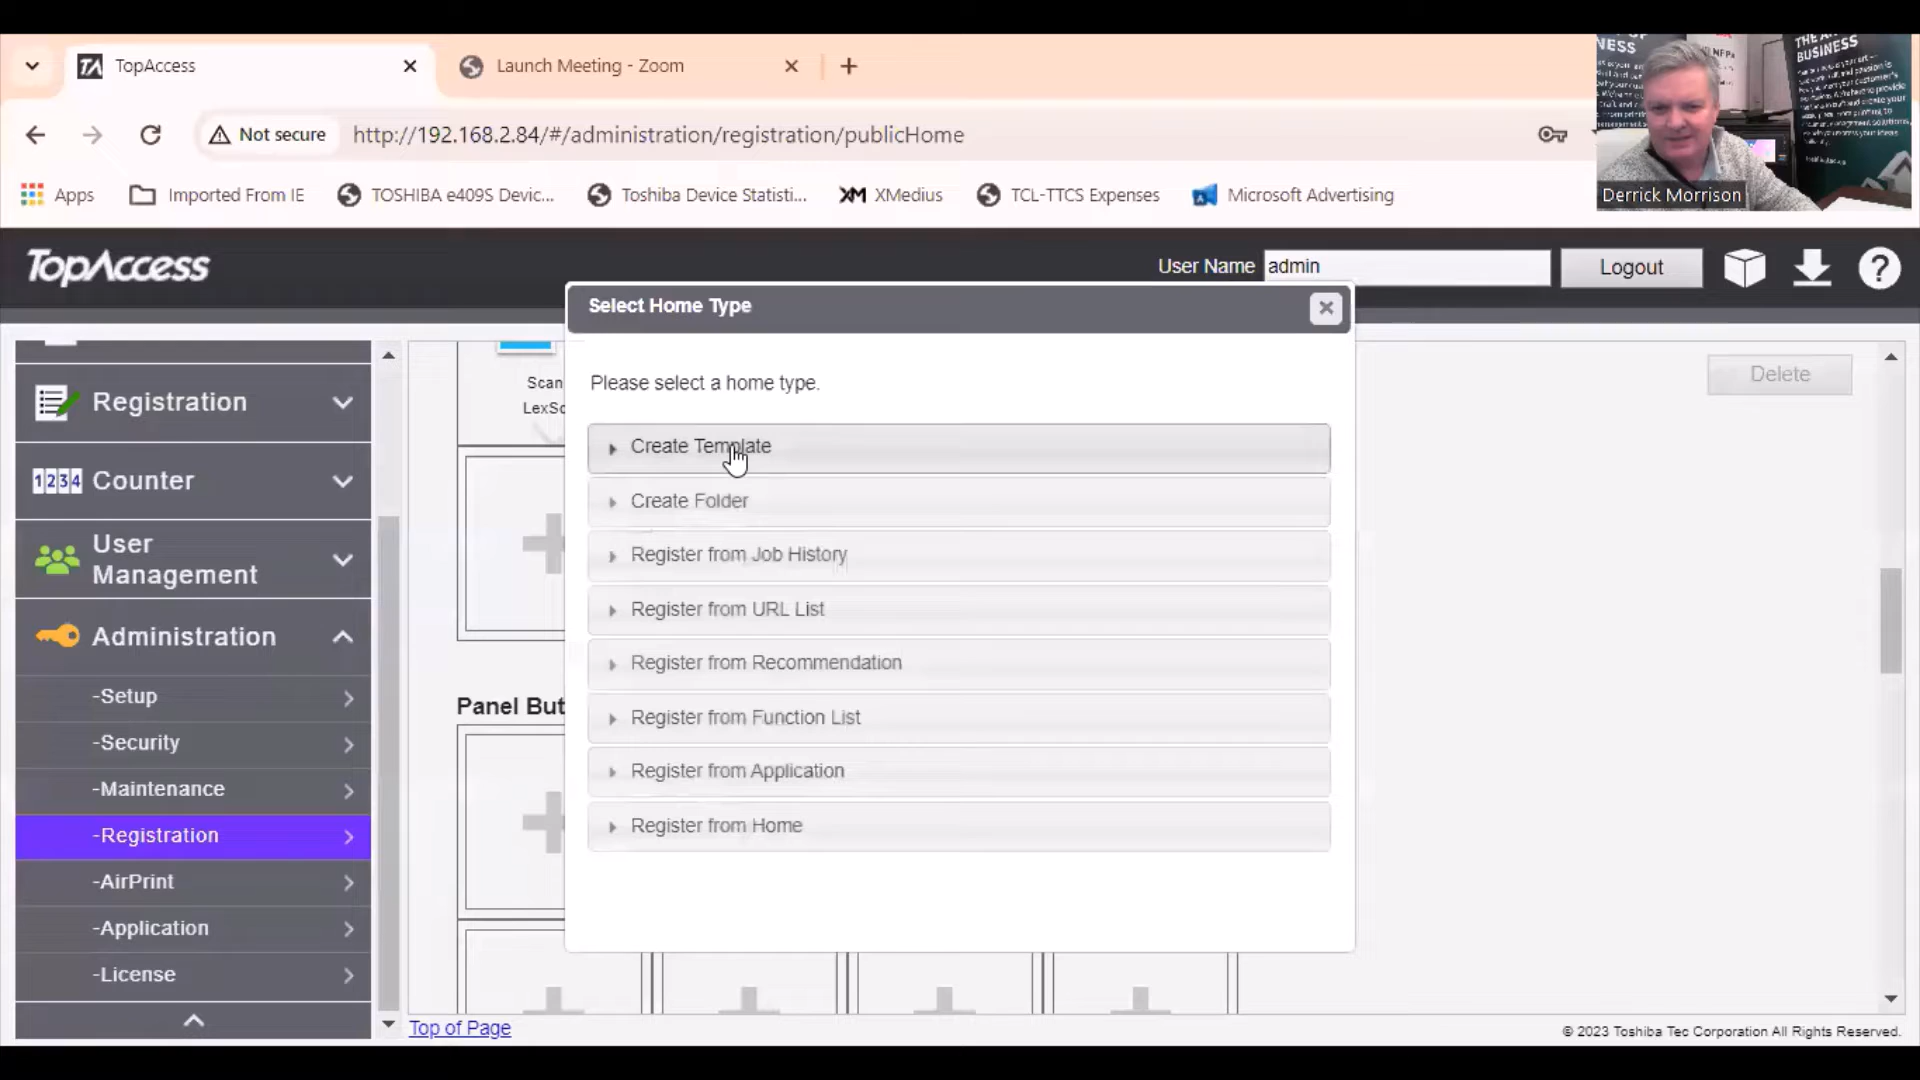 TopAccess
Launch Meeting - Zoom
Not secure
http://192.168.2.84/#/administration/registration/publicHome
Apps
Imported From IE
TOSHIBA e409S Devic...
Toshiba Device Statisti...
XM XMedius
TCL-TTCS Expenses
Microsoft Advertising
BUSINESS
Derrick Morrison
TopAccess
User Name
admin
Logout
Select Home Type
Please select a home type.
Create Template
Create Folder
Register from Job History
Register from URL List
Register from Recommendation
Register from Function List
Register from Application
Register from Home
Delete
Scan
Registration
1234 Counter
User
Management
Administration
-Setup
-Security
-Maintenance
-Registration
-AirPrint
-Application
-License
Panel But
Top of Page
© 2023 Toshiba Tec Corporation All Rights Reserved.